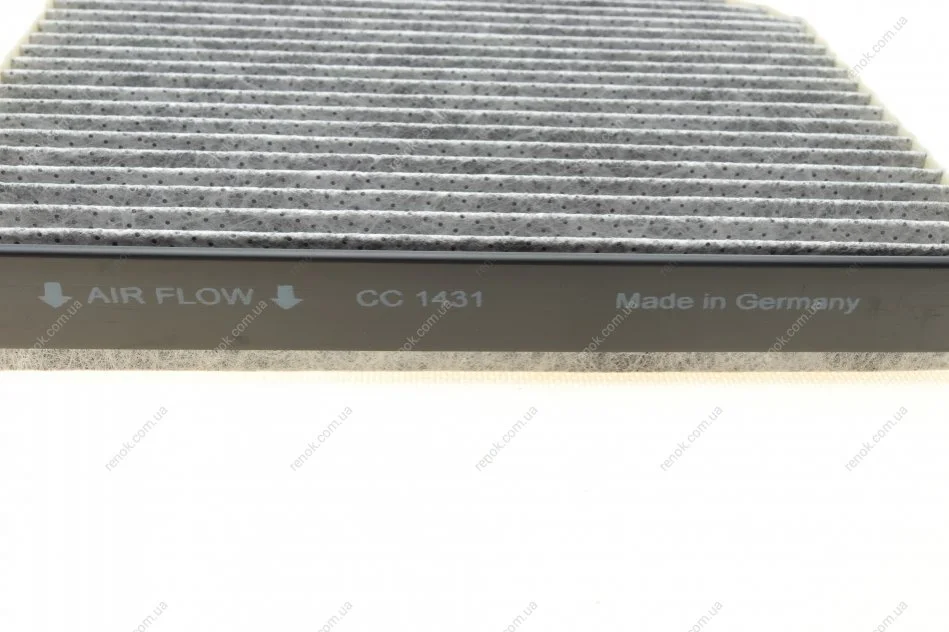 AIR FLOW CC 1431 Made in Germany
renok.com.ua